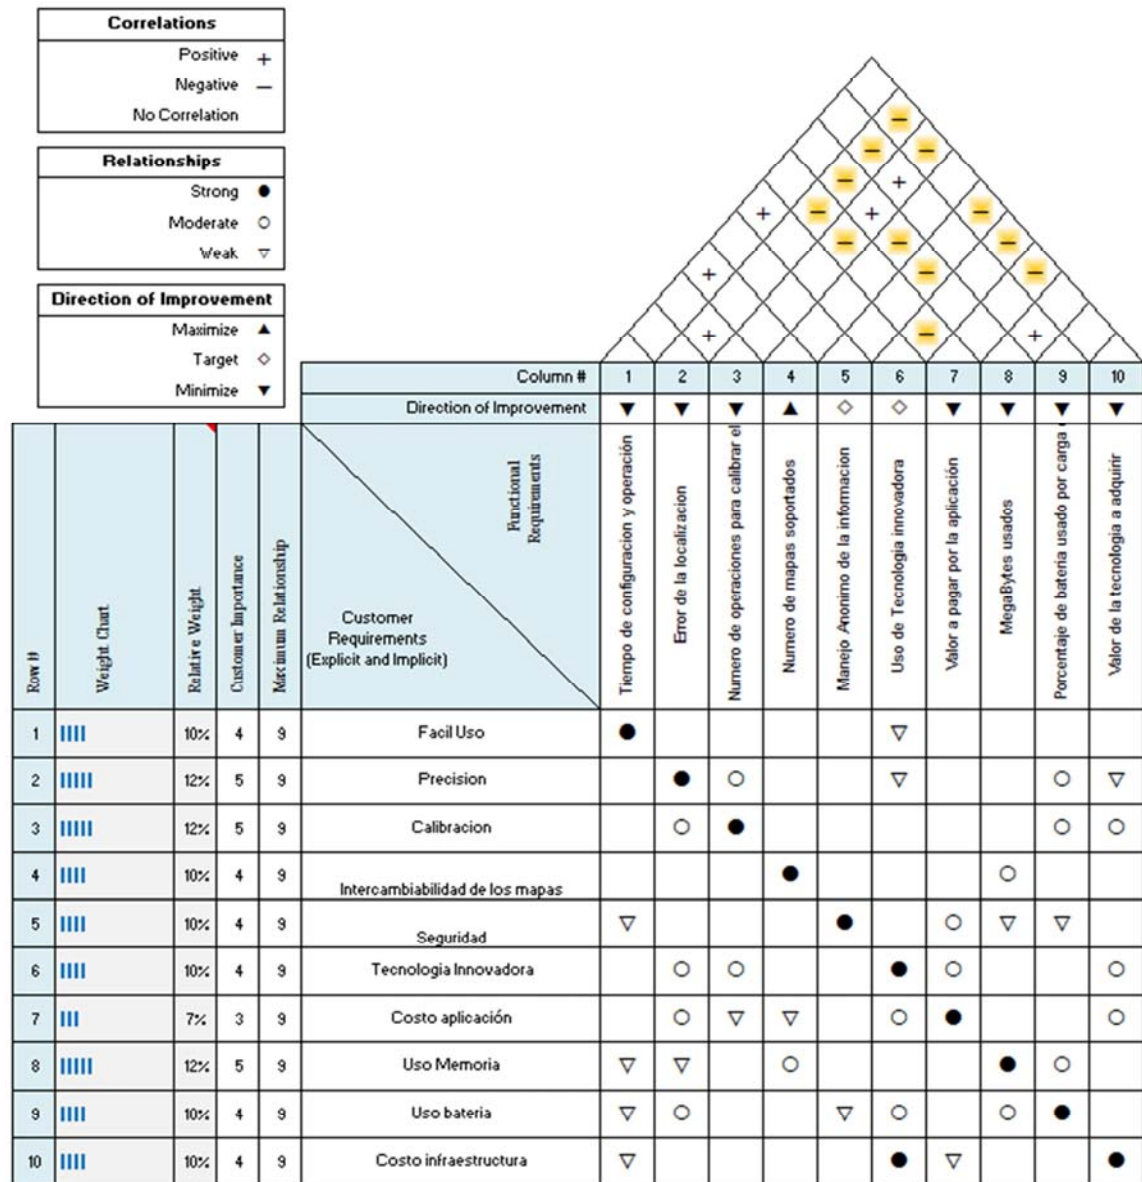 Correlations
Positive +
Negative −
No Correlation
Relationships
Strong ●
Moderate ○
Weak ▽
Direction of Improvement
Maximize ▲
Target ◇
Minimize ▼
Column # 1 2 3 4 5 6 7 8 9 10
Direction of Improvement ▼ ▼ ▼ ▲ ◇ ◇ ▼ ▼ ▼ ▼
Row #
Weight Chart
Relative Weight
Customer Importance
Maximum Relationship
Functional
Requirements
Customer
Requirements
(Explicit and Implicit)
Tiempo de configuracion y operación
Error de la localizacion
Numero de operaciones para calibrar el
Numero de mapas soportados
Manejo Anonimo de la informacion
Uso de Tecnología innovadora
Valor a pagar por la aplicación
MegaBytes usados
Porcentaje de bateria usado por carga
Valor de la tecnologia a adquirir
1 10% 4 9 Facil Uso ● ▽
2 12% 5 9 Precision ● ○ ▽ ○ ▽
3 12% 5 9 Calibracion ○ ● ○ ○
4 10% 4 9 Intercambiabilidad de los mapas ● ○
5 10% 4 9 Seguridad ▽ ● ○ ▽ ▽
6 10% 4 9 Tecnologia Innovadora ○ ○ ● ○ ○
7 7% 3 9 Costo aplicación ○ ▽ ▽ ○ ● ○
8 12% 5 9 Uso Memoria ▽ ▽ ○ ● ○
9 10% 4 9 Uso bateria ▽ ○ ▽ ○ ○ ●
10 10% 4 9 Costo infraestructura ▽ ● ▽ ●